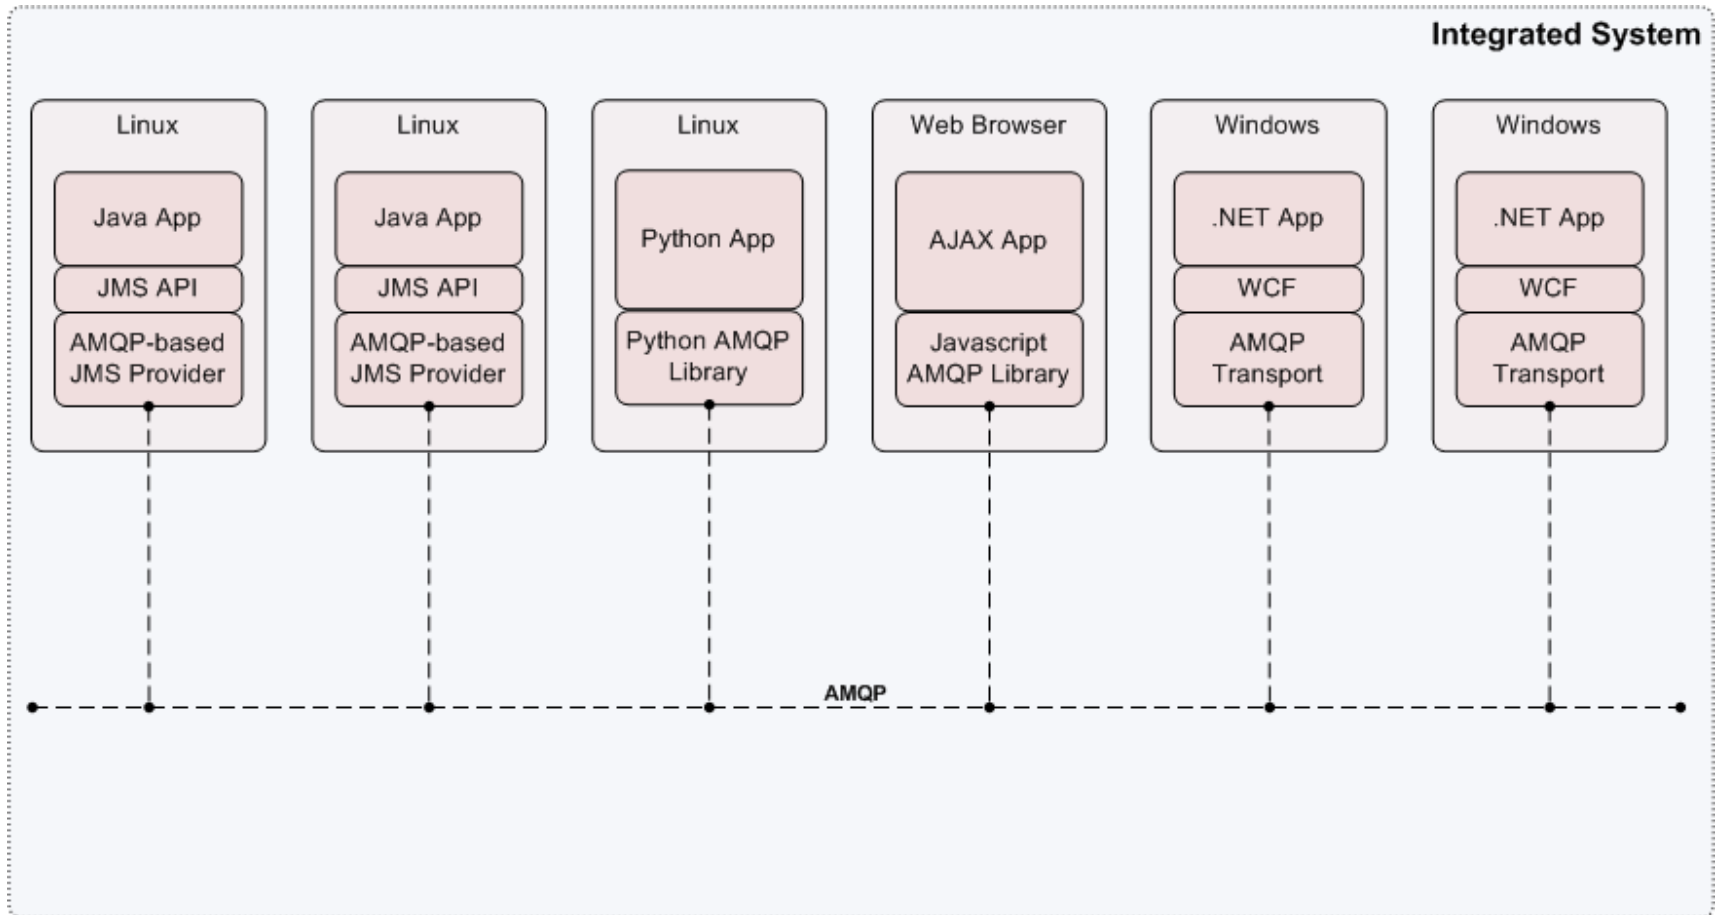 Integrated System
Linux
Java App
JMS API
AMQP-based
JMS Provider
Linux
Java App
JMS API
AMQP-based
JMS Provider
Linux
Python App
Python AMQP
Library
Web Browser
AJAX App
Javascript
AMQP Library
Windows
.NET App
WCF
AMQP
Transport
Windows
.NET App
WCF
AMQP
Transport
AMQP